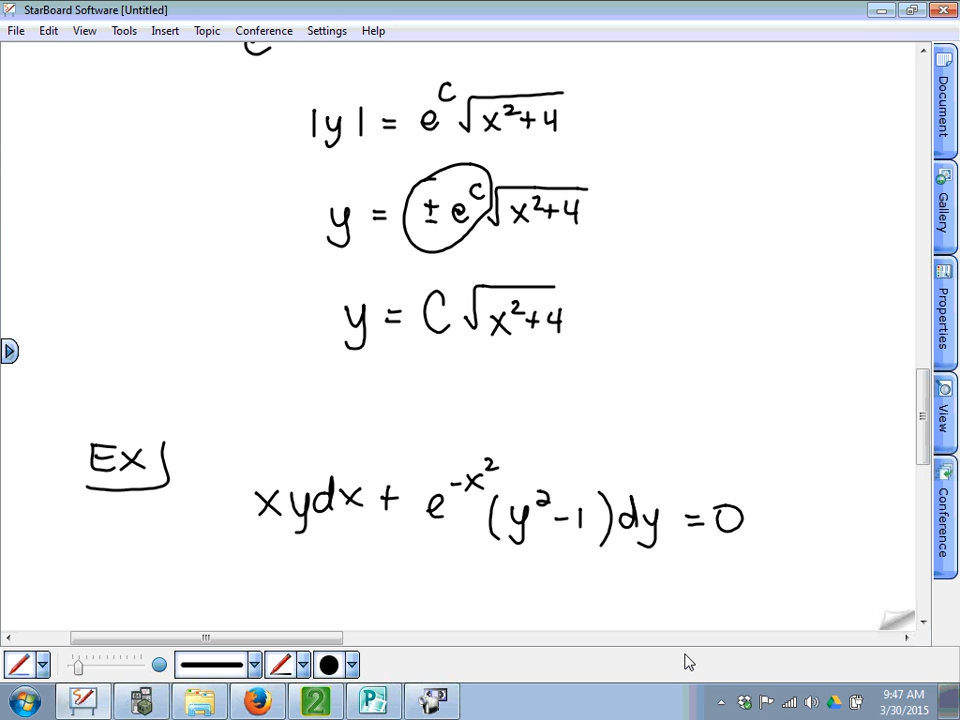 StarBoard Software [Untitled]
File Edit View Tools Insert Topic Conference Settings Help
|y| = e^c √(x²+4)
y = ± e^c √(x²+4)
y = C √(x²+4)
Ex
xydx + e^(-x²) (y²-1)dy = 0
Document
Gallery
Properties
View
Conference
9:47 AM
3/30/2015